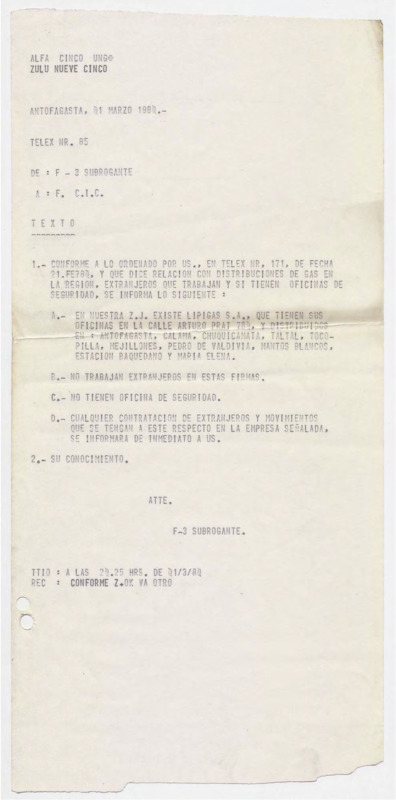 ALFA CINCO UNO
ZULU NUEVE CINCO
ANTOFAGASTA, 01 MARZO 1980.-
TELEX NR. 85
DE : F - 3 SUBROGANTE
A : F. C.I.C.
T E X T O
---------
1.- CONFORME A LO ORDENADO POR US., EN TELEX NR. 171, DE FECHA
21.FE780, Y QUE DICE RELACION CON DISTRIBUCIONES DE GAS EN
LA REGION, EXTRANJEROS QUE TRABAJAN Y SI TIENEN OFICINAS DE
SEGURIDAD, SE INFORMA LO SIGUIENTE :
A.- EN NUESTRA Z.J. EXISTE LIPIGAS S.A., QUE TIENEN SUS
OFICINAS EN LA CALLE ARTURO PRAT Y
EN : ANTOFAGASTA, CALAMA, CHUQUICAMATA, TALTAL, TOCO-
PILLA, MEJILLONES, PEDRO DE VALDIVIA, MANTOS BLANCOS,
ESTACION BAQUEDANO Y MARIA ELENA.
B.- NO TRABAJAN EXTRANJEROS EN ESTAS FIRMAS.
C.- NO TIENEN OFICINA DE SEGURIDAD.
D.- CUALQUIER CONTRATACION DE EXTRANJEROS Y MOVIMIENTOS
QUE SE TENGAN A ESTE RESPECTO EN LA EMPRESA SEÑALADA,
SE INFORMARA DE INMEDIATO A US.
2.- SU CONOCIMIENTO.
ATTE.
F-3 SUBROGANTE.
TTIO : A LAS 20.25 HRS. DE 01/3/80
REC : CONFORME Z.OK VA OTRO